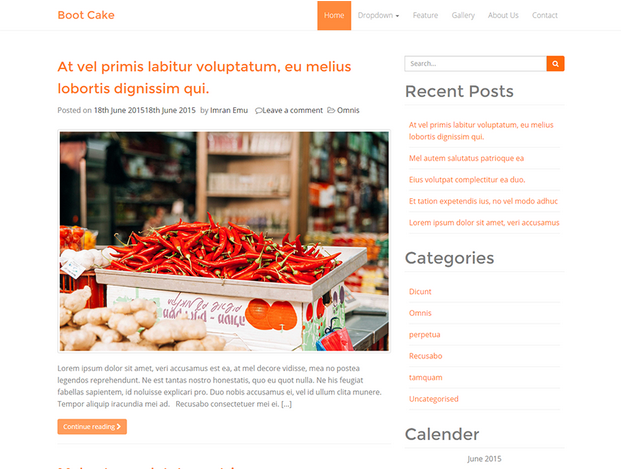 Boot Cake
Home Dropdown Feature Gallery About Us Contact
At vel primis labitur voluptatum, eu melius
lobortis dignissim qui.
Posted on 18th June 201518th June 2015 by Imran Emu Leave a comment Omnis
Lorem ipsum dolor sit amet, veri accusamus est ea, at mel decore vidisse, mea no postea
legendos reprehendunt. Ne est tantas nostro honestatis, quo eu quot nulla. Ne his feugiat
fabellas sapientem, id noluisse explicari pro. Duo nobis accusamus ei, vel id ullum clita munere.
Tempor aliquip iracundia mei ad. Recusabo consectetuer mei ei. [...]
Continue reading
Search...
Recent Posts
At vel primis labitur voluptatum, eu melius
lobortis dignissim qui.
Mel autem salutatus patrioque ea
Eius volutpat complectitur ea duo.
Et tation expetendis ius, no vel modo adhuc
Lorem ipsum dolor sit amet, veri accusamus
Categories
Dicunt
Omnis
perpetua
Recusabo
tamquam
Uncategorised
Calender
June 2015